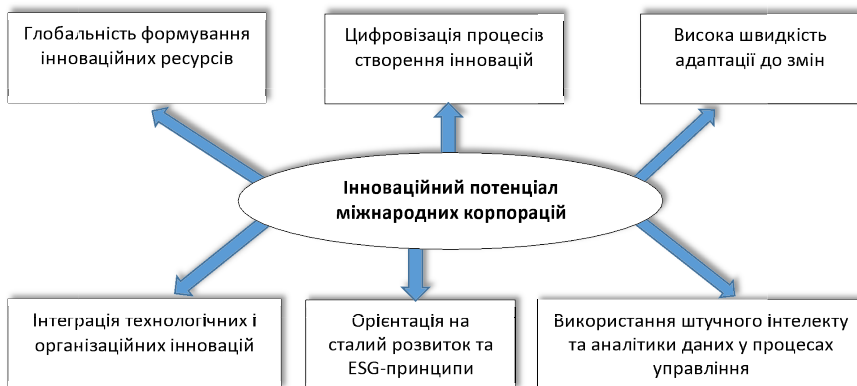 Глобальність формування
інноваційних ресурсів
Цифровізація процесів
створення інновацій
Висока швидкість
адаптації до змін
Інноваційний потенціал
міжнародних корпорацій
Інтеграція технологічних і
організаційних інновацій
Орієнтація на
сталий розвиток та
ESG-принципи
Використання штучного інтелекту
та аналітики даних у процесах
управління